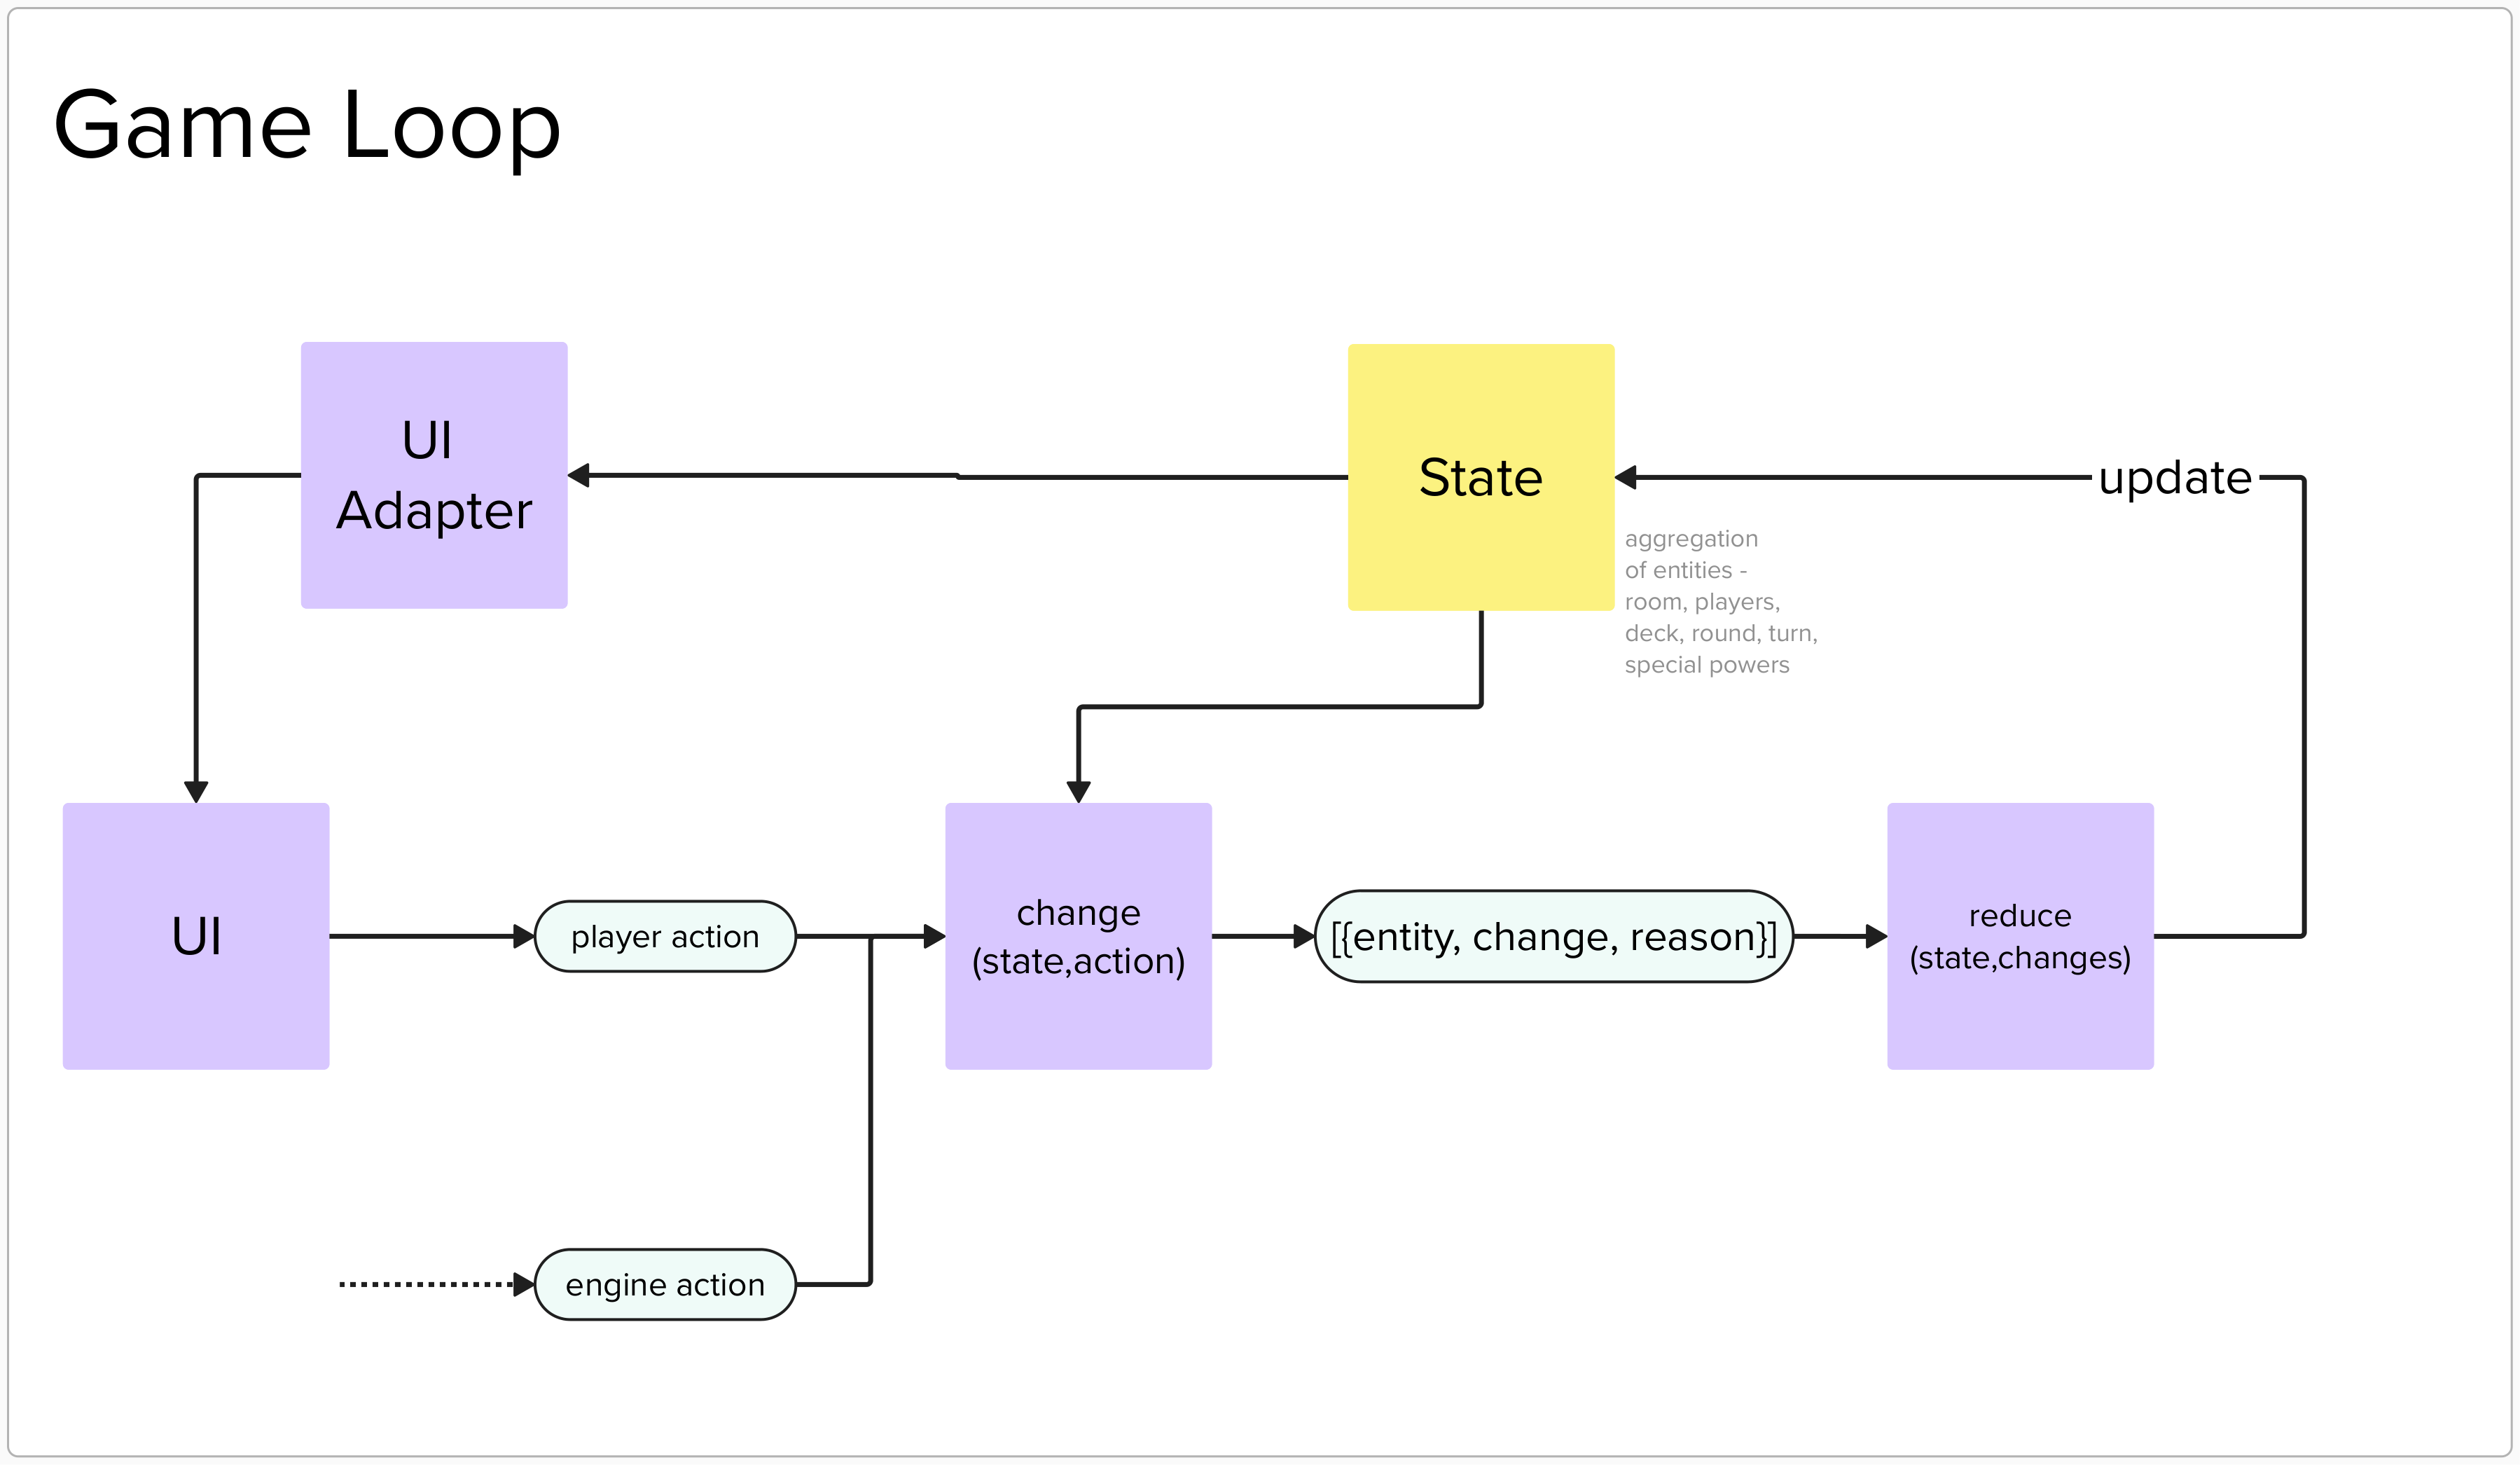 Game Loop
UI
Adapter
State
update
aggregation
of entities -
room, players,
deck, round, turn,
special powers
UI
player action
change
(state,action)
[{entity, change, reason}]
reduce
(state,changes)
engine action